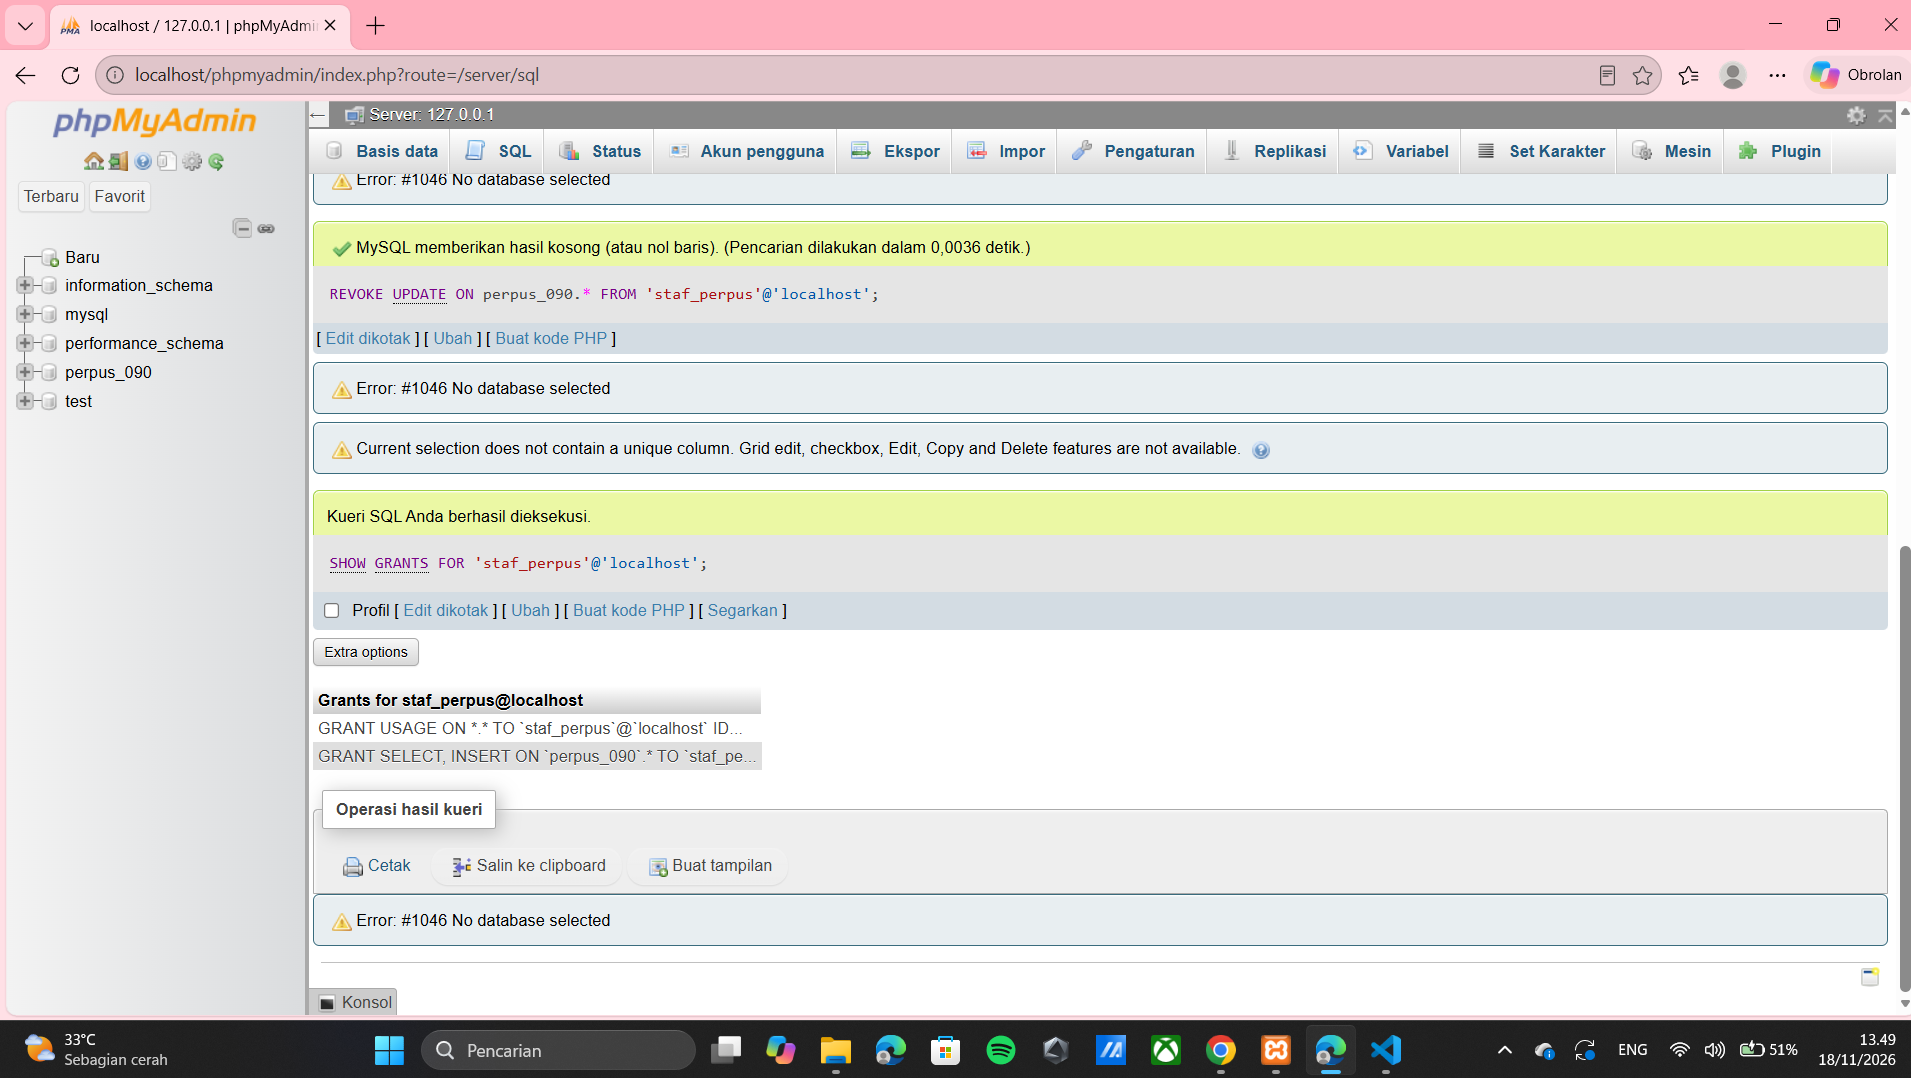 localhost / 127.0.0.1 | phpMyAdmin
localhost/phpmyadmin/index.php?route=/server/sql
Obrolan
phpMyAdmin
Terbaru
Favorit
Baru
information_schema
mysql
performance_schema
perpus_090
test
Server: 127.0.0.1
Basis data
SQL
Status
Akun pengguna
Ekspor
Impor
Pengaturan
Replikasi
Variabel
Set Karakter
Mesin
Plugin
Error: #1046 No database selected
MySQL memberikan hasil kosong (atau nol baris). (Pencarian dilakukan dalam 0,0036 detik.)
REVOKE UPDATE ON perpus_090.* FROM 'staf_perpus'@'localhost';
[ Edit dikotak ] [ Ubah ] [ Buat kode PHP ]
Error: #1046 No database selected
Current selection does not contain a unique column. Grid edit, checkbox, Edit, Copy and Delete features are not available.
Kueri SQL Anda berhasil dieksekusi.
SHOW GRANTS FOR 'staf_perpus'@'localhost';
Profil [ Edit dikotak ] [ Ubah ] [ Buat kode PHP ] [ Segarkan ]
Extra options
Grants for staf_perpus@localhost
GRANT USAGE ON *.* TO `staf_perpus`@`localhost` ID...
GRANT SELECT, INSERT ON `perpus_090`.* TO `staf_pe...
Operasi hasil kueri
Cetak
Salin ke clipboard
Buat tampilan
Error: #1046 No database selected
Konsol
33°C
Sebagian cerah
Pencarian
ENG
51%
13.49
18/11/2026